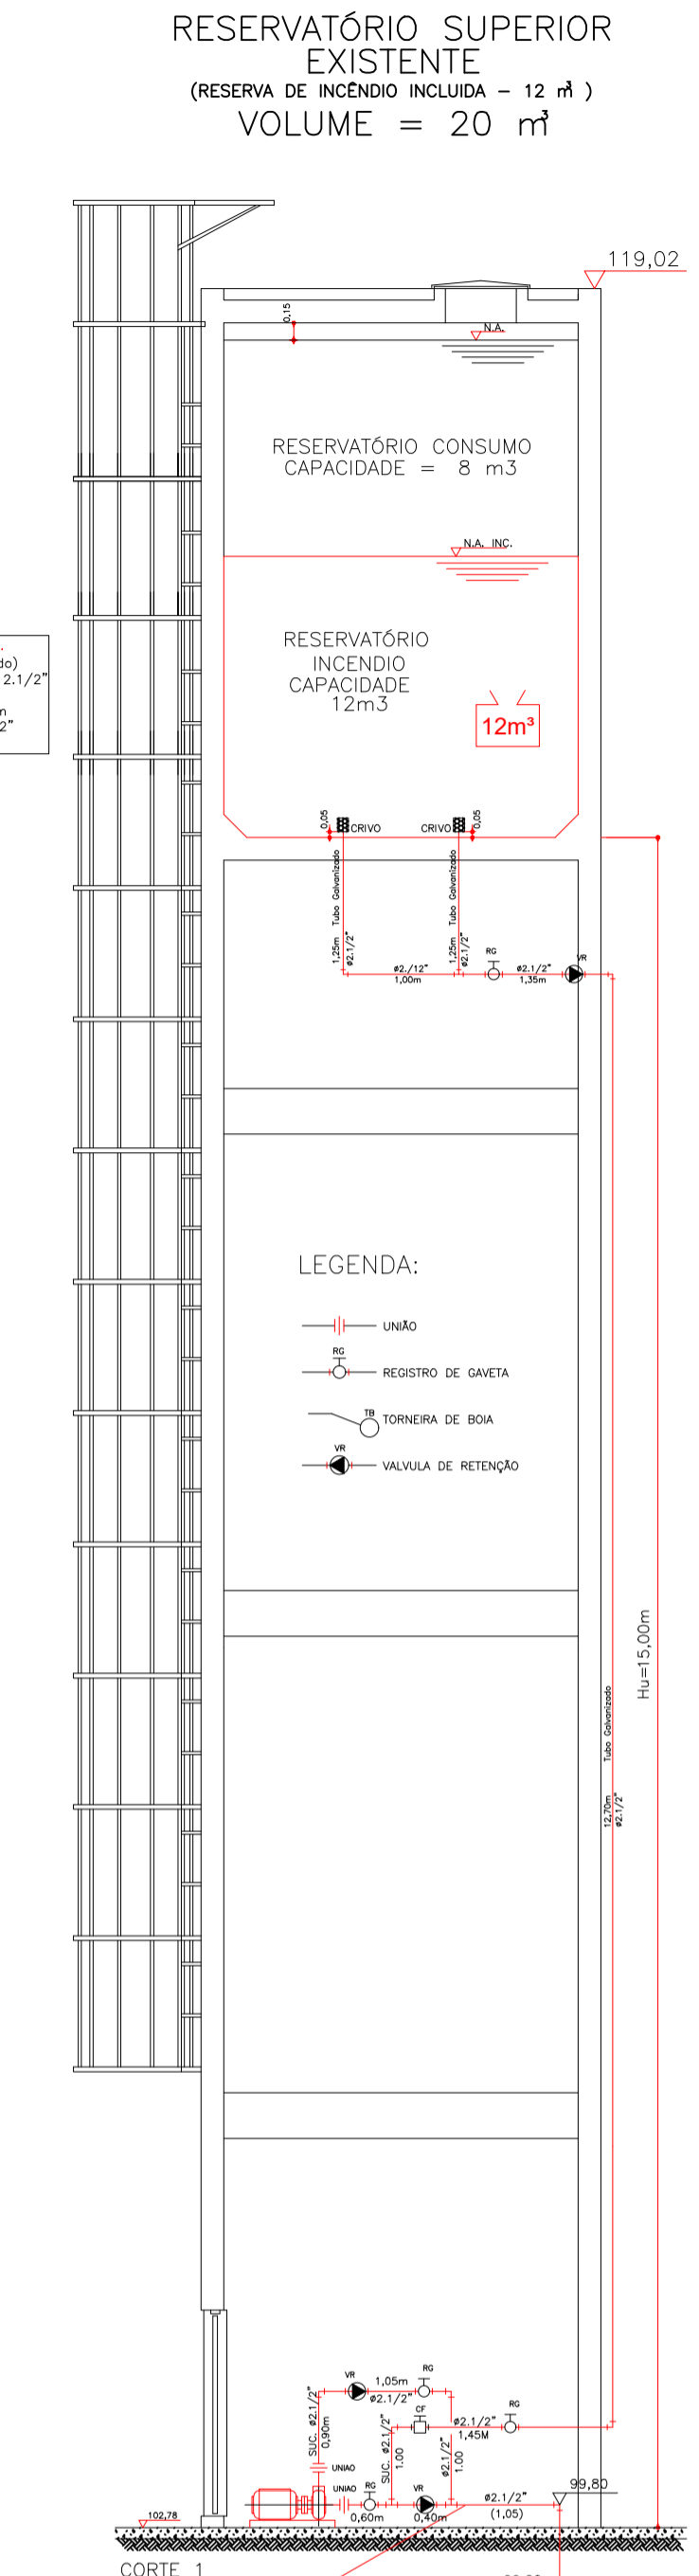 RESERVATÓRIO SUPERIOR
EXISTENTE
(RESERVA DE INCÊNDIO INCLUIDA – 12 m³ )
VOLUME = 20 m³
119,02
0,15
N.A.
RESERVATÓRIO CONSUMO
CAPACIDADE = 8 m3
N.A. INC.
RESERVATÓRIO
INCENDIO
CAPACIDADE
12m3
12m³
do)
2.1/2"
m
2"
0,05
CRIVO
CRIVO
0,05
1,25m Tubo Galvanizado
ø2.1/2"
1,25m Tubo Galvanizado
ø2.1/2"
ø2./12"
1,00m
RG
ø2.1/2"
1,35m
VR
LEGENDA:
UNIÃO
RG
REGISTRO DE GAVETA
TB
TORNEIRA DE BOIA
VR
VALVULA DE RETENÇÃO
Hu=15,00m
12,70m Tubo Galvanizado
ø2.1/2"
VR
1,05m
ø2.1/2"
RG
SUC. ø2.1/2"
0,90m
CF
ø2.1/2"
1,45M
RG
SUC. ø2.1/2"
1.00
ø2.1/2"
1.00
UNIAO
UNIAO
RG
0,60m
VR
0,40m
ø2.1/2"
(1,05)
99,80
102,78
CORTE 1